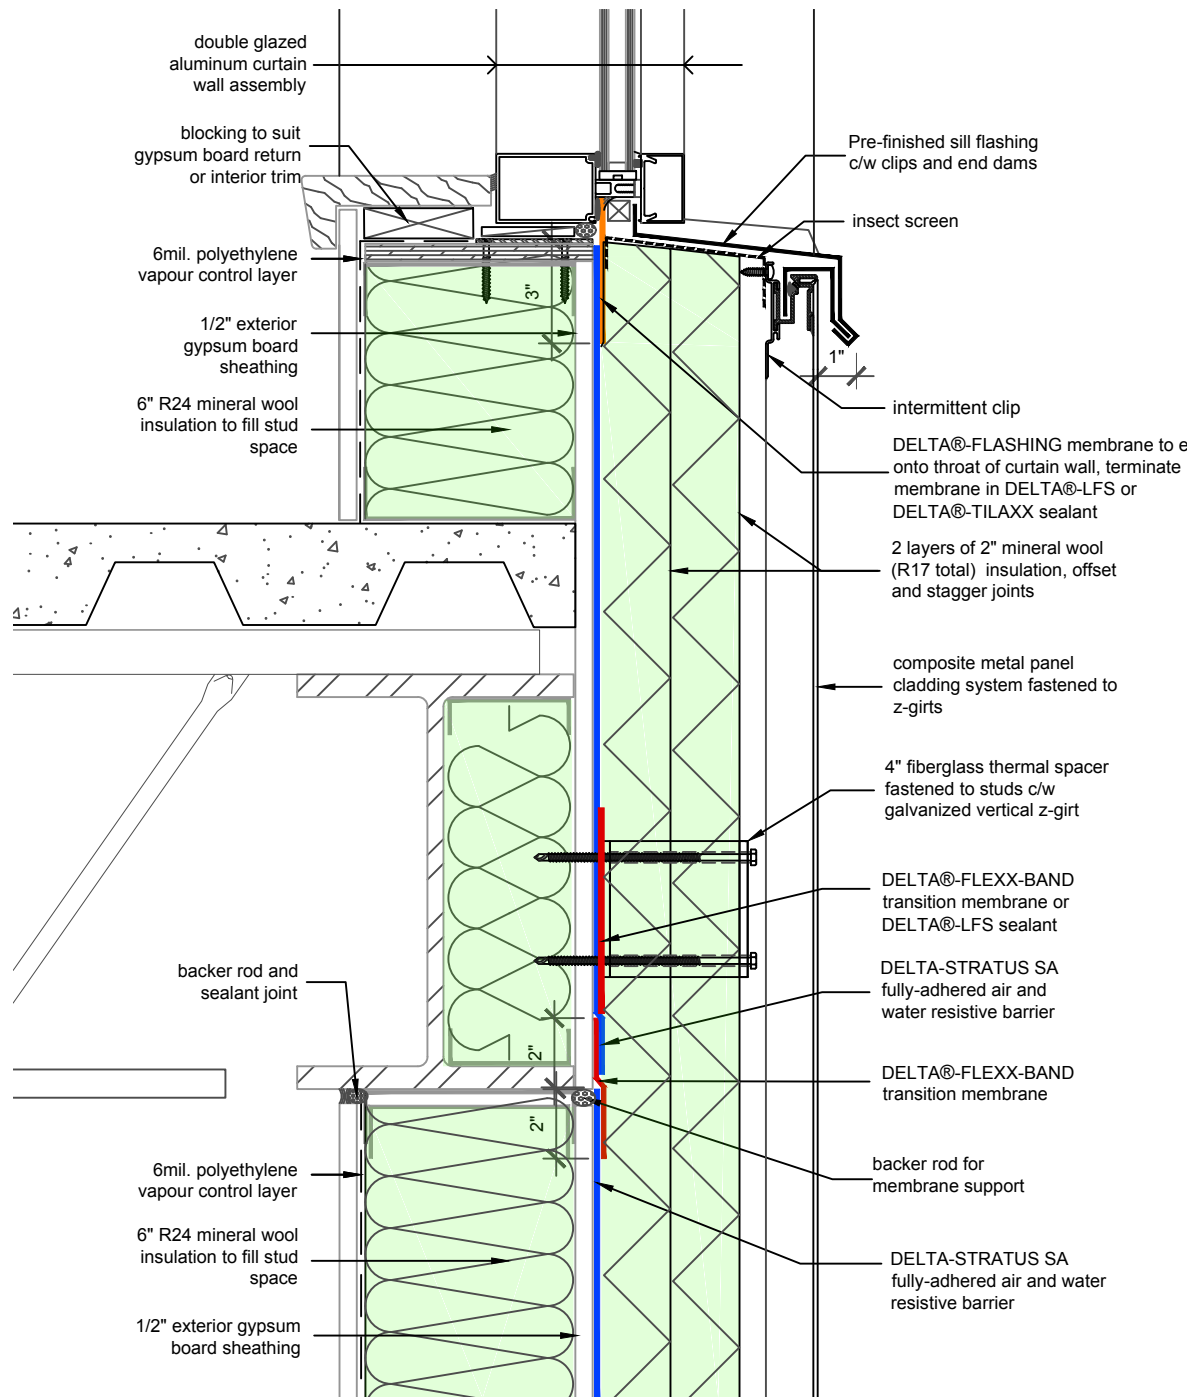 double glazed
aluminum curtain
wall assembly
blocking to suit
gypsum board return
or interior trim
6mil. polyethylene
vapour control layer
1/2" exterior
gypsum board
sheathing
6" R24 mineral wool
insulation to fill stud
space
backer rod and
sealant joint
6mil. polyethylene
vapour control layer
6" R24 mineral wool
insulation to fill stud
space
1/2" exterior gypsum
board sheathing
3"
2"
2"
1"
Pre-finished sill flashing
c/w clips and end dams
insect screen
intermittent clip
DELTA®-FLASHING membrane to e
onto throat of curtain wall, terminate
membrane in DELTA®-LFS or
DELTA®-TILAXX sealant
2 layers of 2" mineral wool
(R17 total) insulation, offset
and stagger joints
composite metal panel
cladding system fastened to
z-girts
4" fiberglass thermal spacer
fastened to studs c/w
galvanized vertical z-girt
DELTA®-FLEXX-BAND
transition membrane or
DELTA®-LFS sealant
DELTA-STRATUS SA
fully-adhered air and
water resistive barrier
DELTA®-FLEXX-BAND
transition membrane
backer rod for
membrane support
DELTA-STRATUS SA
fully-adhered air and water
resistive barrier